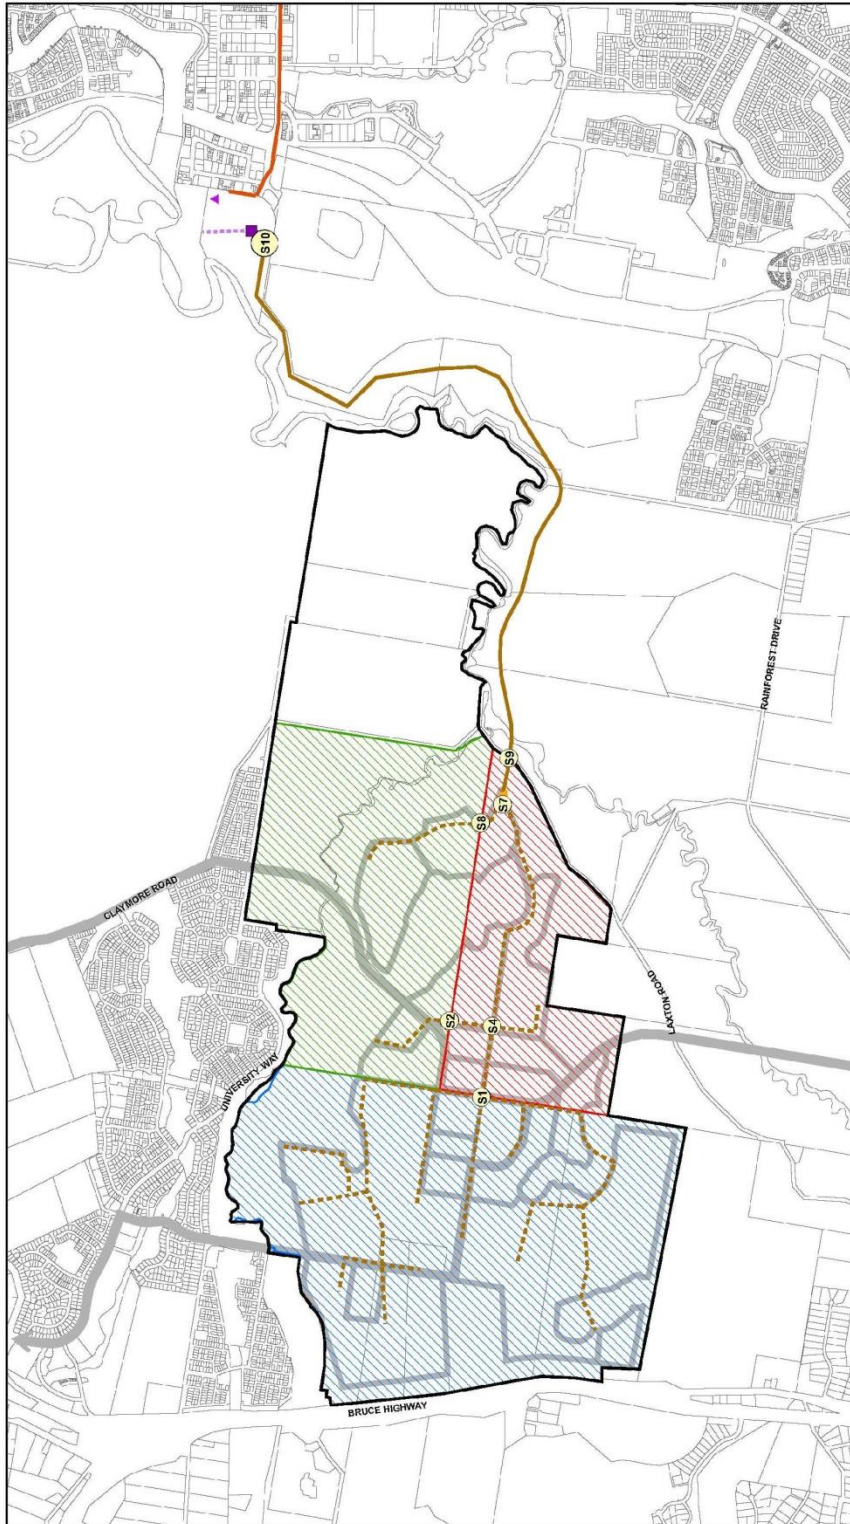 S10
RAINFOREST DRIVE
S9
S7
S8
CLAYMORE ROAD
S2
S4
LAXTON ROAD
UNIVERSITY WAY
S1
BRUCE HIGHWAY